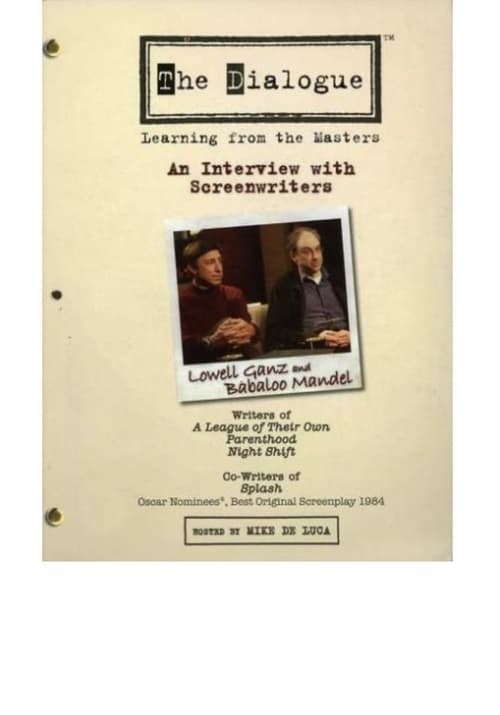 The Dialogue™
Learning from the Masters
An Interview with
Screenwriters
Lowell Ganz and
Babaloo Mandel
Writers of
A League of Their Own
Parenthood
Night Shift
Co-Writers of
Splash
Oscar Nominees®, Best Original Screenplay 1984
HOSTED BY MIKE DE LUCA